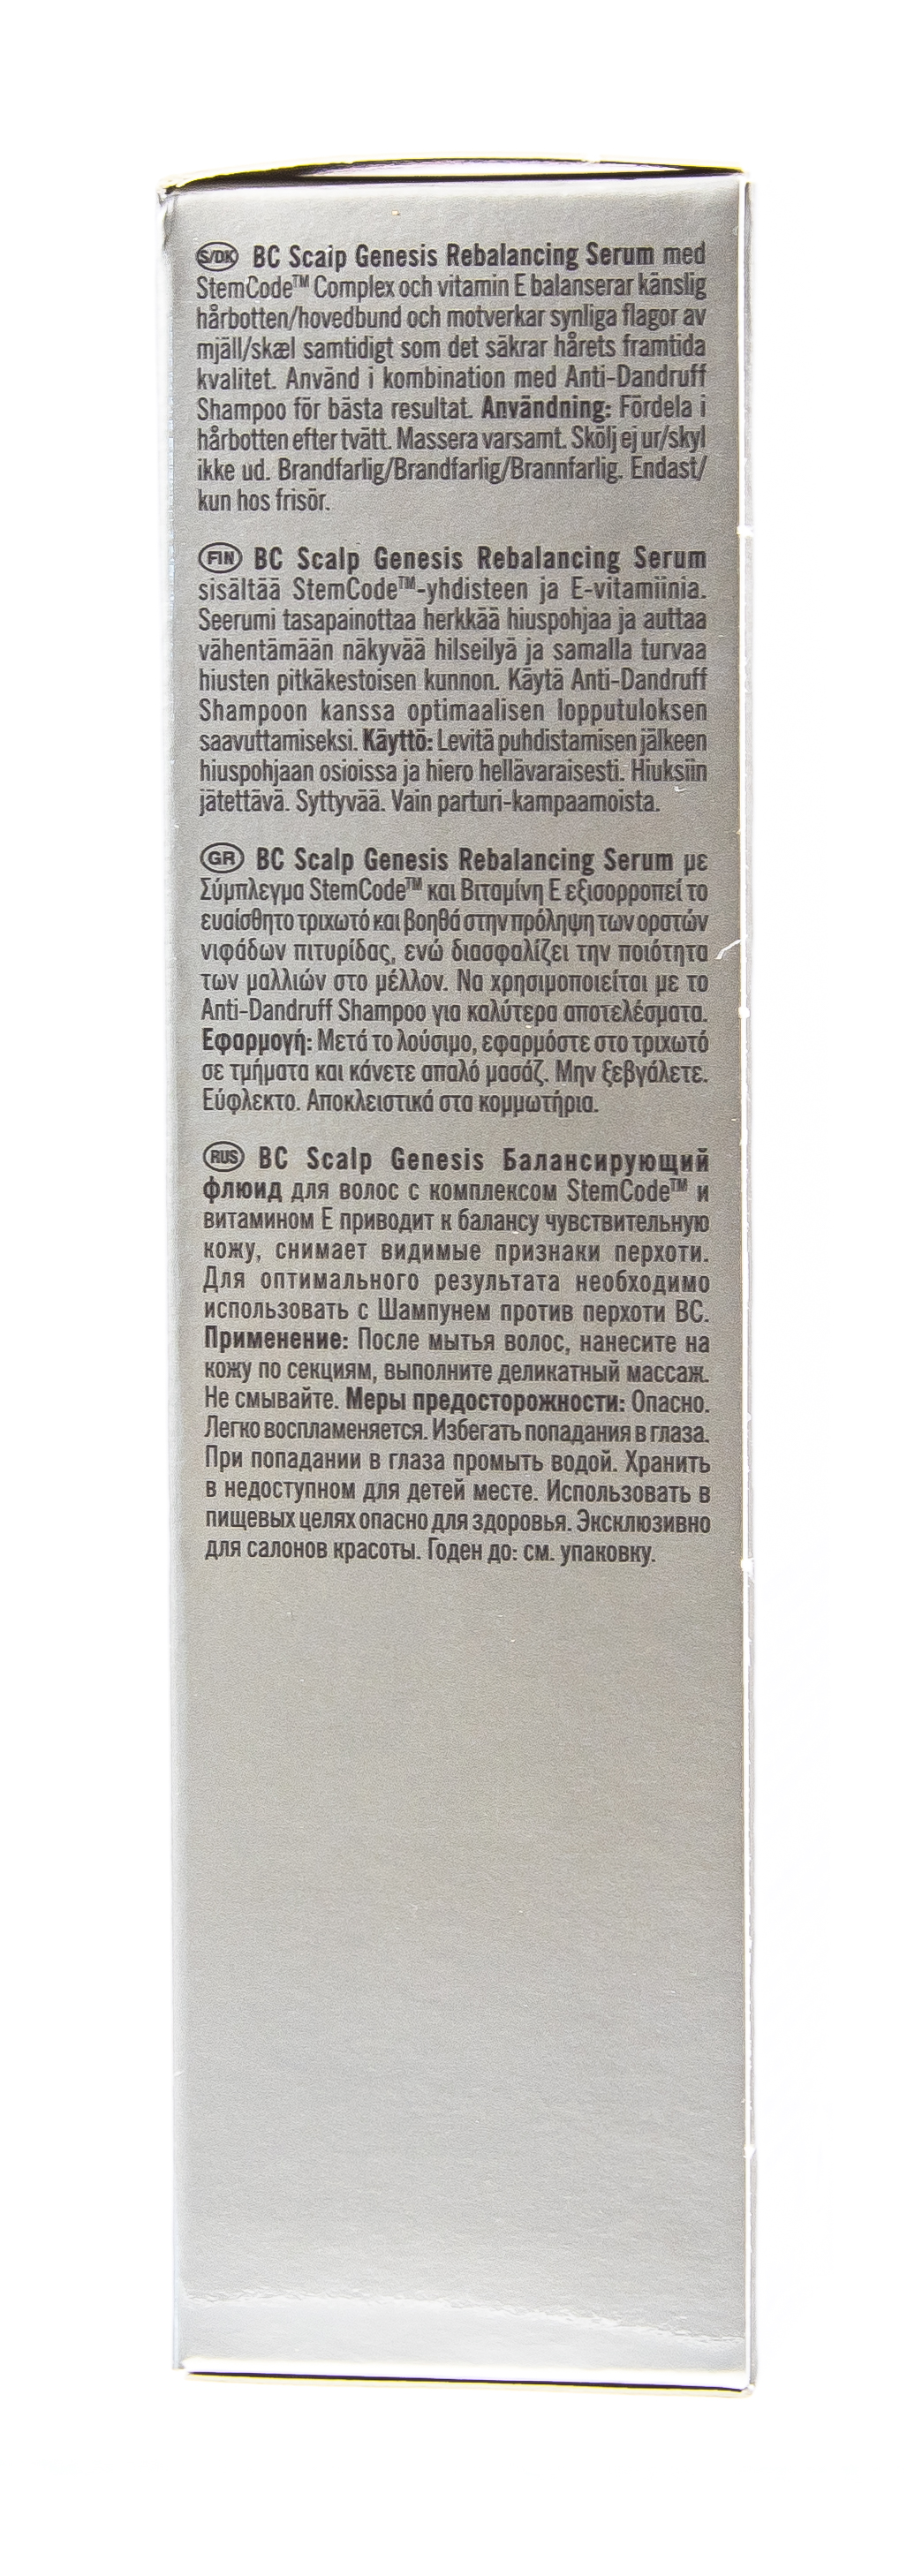 S/DK BC Scalp Genesis Rebalancing Serum med
StemCode™ Complex och vitamin E balanserar känslig
hårbotten/hovedbund och motverkar synliga flagor av
mjäll/skæl samtidigt som det säkrar hårets framtida
kvalitet. Använd i kombination med Anti-Dandruff
Shampoo för bästa resultat. Användning: Fördela i
hårbotten efter tvätt. Massera varsamt. Skölj ej ur/skyl
ikke ud. Brandfarlig/Brandfarlig/Brannfarlig. Endast/
kun hos frisör.
FIN BC Scalp Genesis Rebalancing Serum
sisältää StemCode™-yhdisteen ja E-vitamiinia.
Seerumi tasapainottaa herkkää hiuspohjaa ja auttaa
vähentämään näkyvää hilseilyä ja samalla turvaa
hiusten pitkäkestoisen kunnon. Käytä Anti-Dandruff
Shampoon kanssa optimaalisen lopputuloksen
saavuttamiseksi. Käyttö: Levitä puhdistamisen jälkeen
hiuspohjaan osioissa ja hiero hellävaraisesti. Hiuksiin
jätettävä. Syttyvää. Vain parturi-kampaamoista.
GR BC Scalp Genesis Rebalancing Serum με
Σύμπλεγμα StemCode™ και Βιταμίνη Ε εξισορροπεί το
ευαίσθητο τριχωτό και βοηθά στην πρόληψη των ορατών
νιφάδων πιτυρίδας, ενώ διασφαλίζει την ποιότητα
των μαλλιών στο μέλλον. Να χρησιμοποιείται με το
Anti-Dandruff Shampoo για καλύτερα αποτελέσματα.
Εφαρμογή: Μετά το λούσιμο, εφαρμόστε στο τριχωτό
σε τμήματα και κάνετε απαλό μασάζ. Μην ξεβγάλετε.
Εύφλεκτο. Αποκλειστικά στα κομμωτήρια.
RUS BC Scalp Genesis Балансирующий
флюид для волос с комплексом StemCode™ и
витамином Е приводит к балансу чувствительную
кожу, снимает видимые признаки перхоти.
Для оптимального результата необходимо
использовать с Шампунем против перхоти BC.
Применение: После мытья волос, нанесите на
кожу по секциям, выполните деликатный массаж.
Не смывайте. Меры предосторожности: Опасно.
Легко воспламеняется. Избегать попадания в глаза.
При попадании в глаза промыть водой. Хранить
в недоступном для детей месте. Использовать в
пищевых целях опасно для здоровья. Эксклюзивно
для салонов красоты. Годен до: см. упаковку.